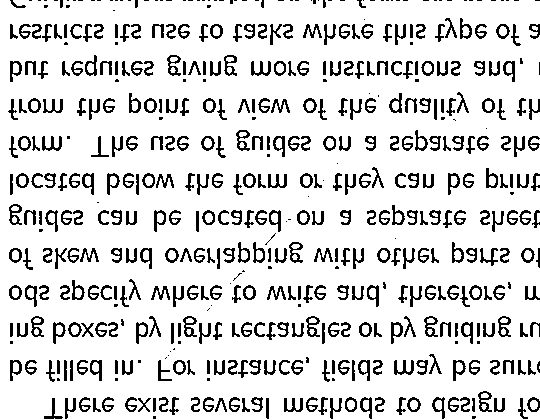 There exist several methods to design fo
be filled in. For instance, fields may be surr
ing boxes, by light rectangles or by guiding ru
ods specify where to write and, therefore, m
of skew and overlapping with other parts of
guides can be located on a separate sheet
located below the form or they can be print
form. The use of guides on a separate she
from the point of view of the quality of th
but requires giving more instructions and,
restricts its use to tasks where this type of a